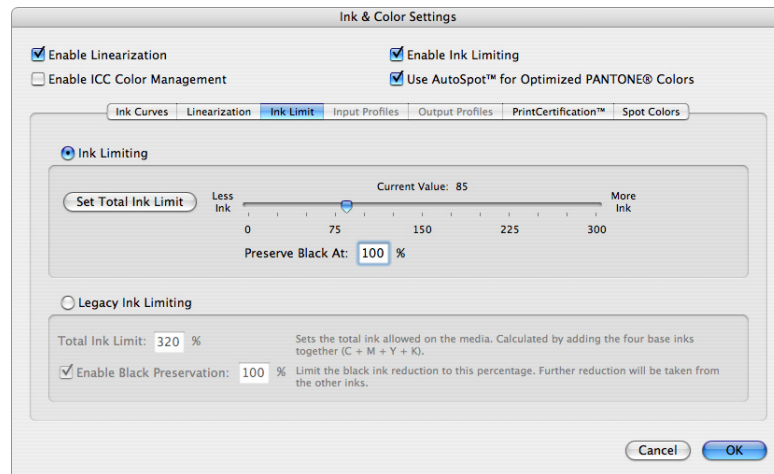 Ink & Color Settings
Enable Linearization
Enable Ink Limiting
Enable ICC Color Management
Use AutoSpot™ for Optimized PANTONE® Colors
Ink Curves Linearization Ink Limit Input Profiles Output Profiles PrintCertification™ Spot Colors
Ink Limiting
Current Value: 85
Set Total Ink Limit
Less Ink
More Ink
0 75 150 225 300
Preserve Black At: 100 %
Legacy Ink Limiting
Total Ink Limit: 320 %
Sets the total ink allowed on the media. Calculated by adding the four base inks
together (C + M + Y + K).
Enable Black Preservation: 100 %
Limit the black ink reduction to this percentage. Further reduction will be taken from
the other inks.
Cancel OK